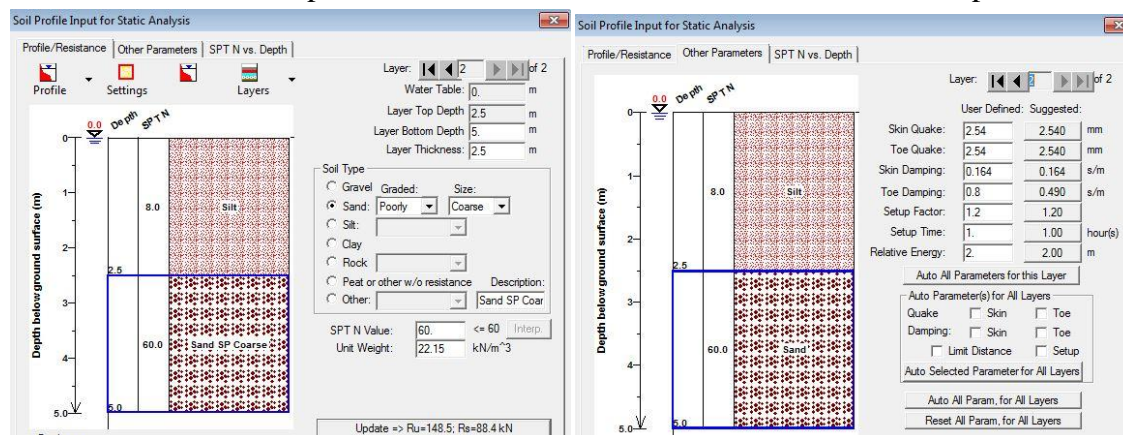 Soil Profile Input for Static Analysis
Profile/Resistance Other Parameters SPT N vs. Depth
Profile Settings Layers
Layer: 2 of 2
Water Table: 0. m
Layer Top Depth 2.5 m
Layer Bottom Depth 5. m
Layer Thickness: 2.5 m
Soil Type
Gravel Graded: Size:
Sand: Poorly Coarse
Silt:
Clay
Rock
Peat or other w/o resistance Description:
Other: Sand SP Coar
SPT N Value: 60. <= 60 Interp.
Unit Weight: 22.15 kN/m^3
Update => Ru=148.5; Rs=88.4 kN
Depth below ground surface (m)
0.0 Depth SPT N
0
1
2
3
4
5.0
8.0 Silt
2.5
60.0 Sand SP Coarse
5.0
Soil Profile Input for Static Analysis
Profile/Resistance Other Parameters SPT N vs. Depth
Layer: 2 of 2
User Defined: Suggested:
Skin Quake: 2.54 2.540 mm
Toe Quake: 2.54 2.540 mm
Skin Damping: 0.164 0.164 s/m
Toe Damping: 0.8 0.490 s/m
Setup Factor: 1.2 1.20
Setup Time: 1. 1.00 hour(s)
Relative Energy: 2. 2.00 m
Auto All Parameters for this Layer
Auto Parameter(s) for All Layers
Quake Skin Toe
Damping: Skin Toe
Limit Distance Setup
Auto Selected Parameter for All Layers
Auto All Param, for All Layers
Reset All Param, for All Layers
Depth below ground surface (m)
0.0 Depth SPT N
0
1
2
3
4
5.0
8.0 Silt
2.5
60.0 Sand
5.0